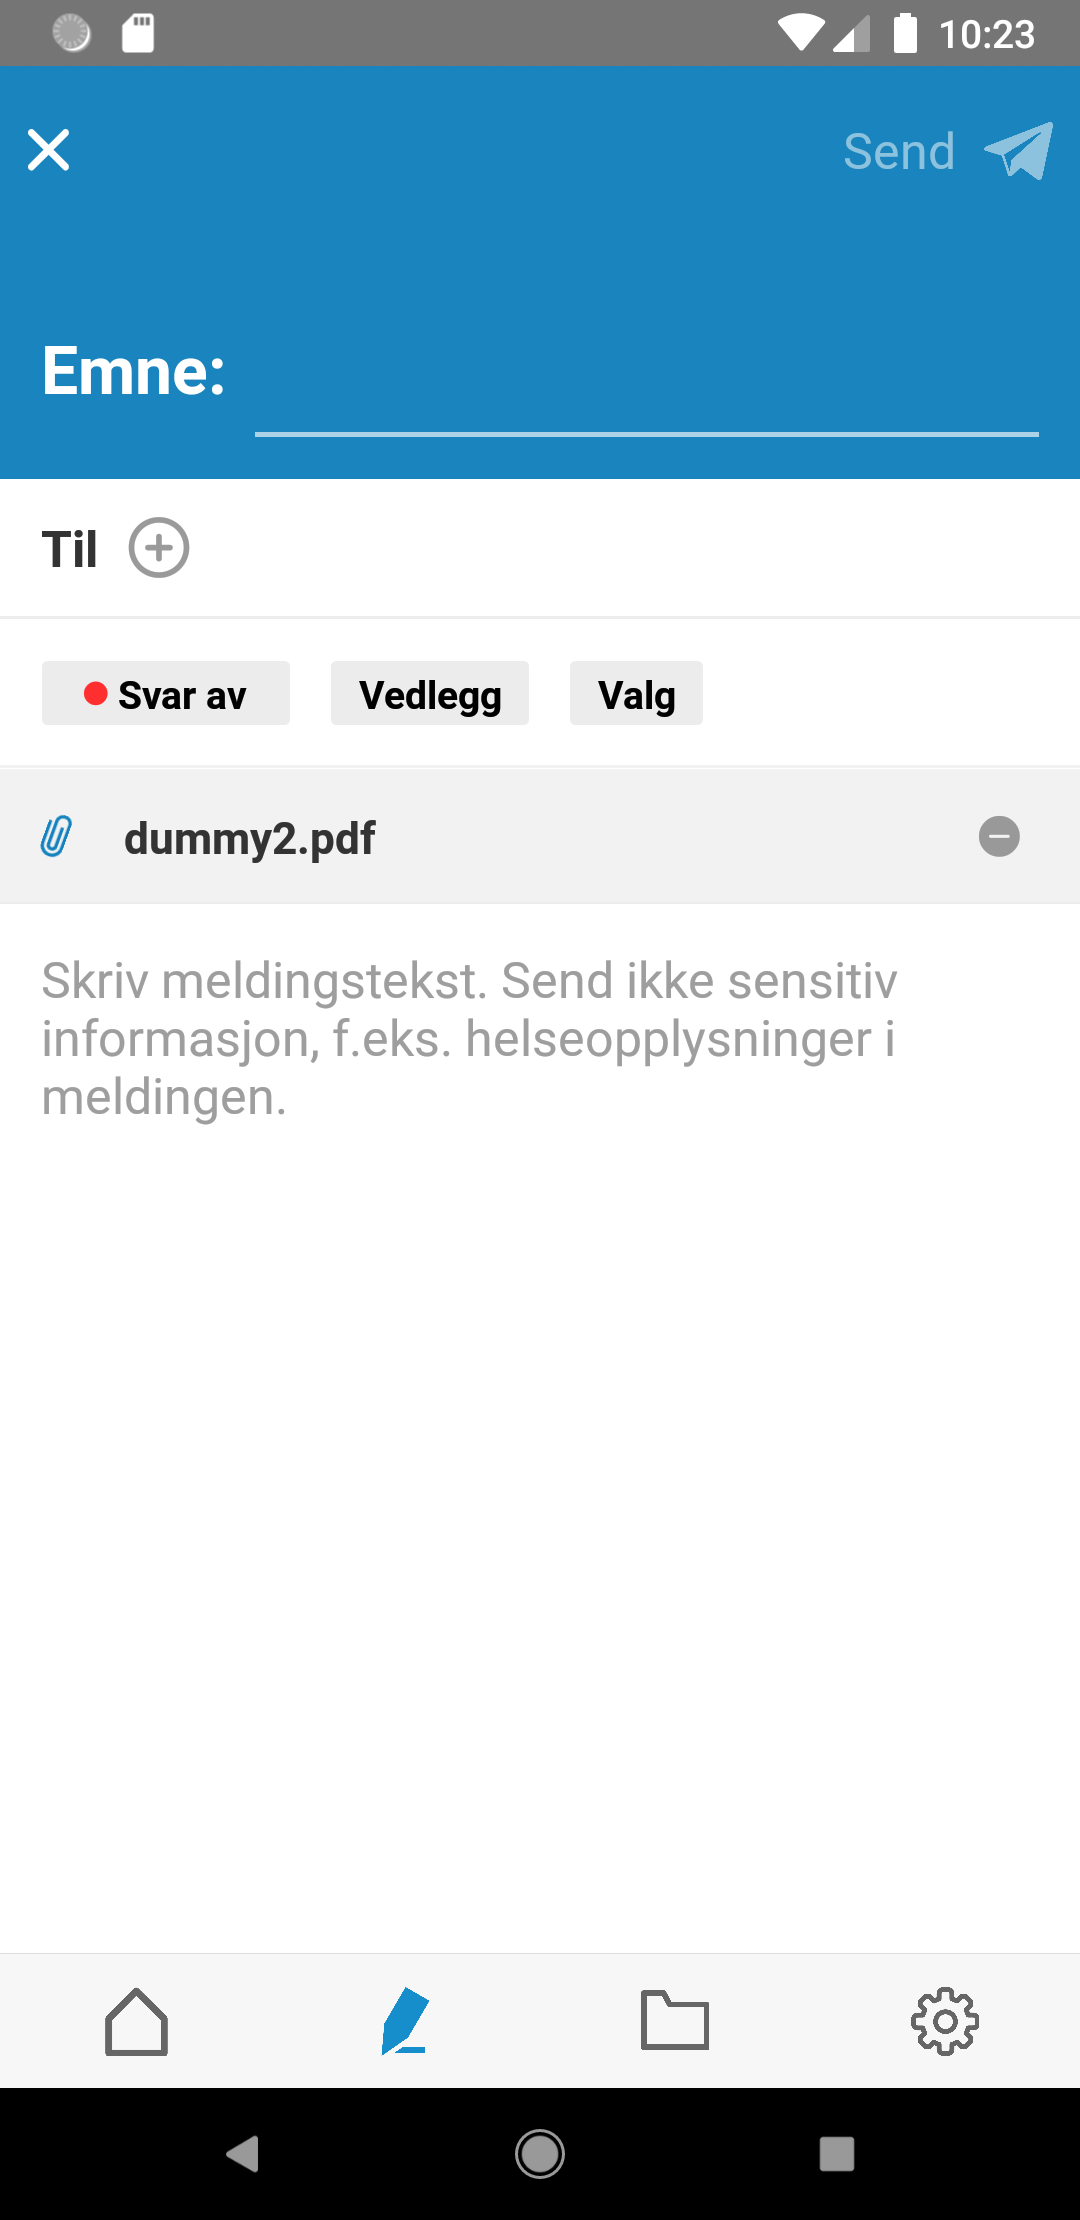 10:23
Send
Emne:
Til
Svar av Vedlegg Valg
dummy2.pdf
Skriv meldingstekst. Send ikke sensitiv
informasjon, f.eks. helseopplysninger i
meldingen.